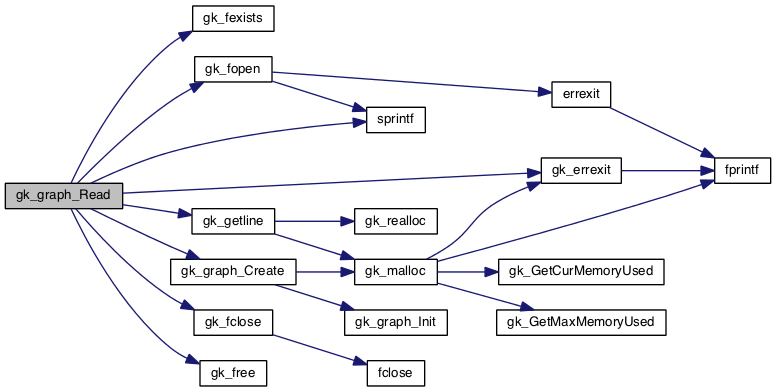 gk_fexists
gk_fopen
errexit
sprintf
gk_errexit
fprintf
gk_graph_Read
gk_getline
gk_realloc
gk_graph_Create
gk_malloc
gk_GetCurMemoryUsed
gk_fclose
gk_graph_Init
gk_GetMaxMemoryUsed
gk_free
fclose